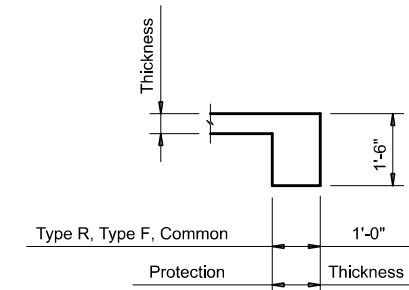 Thickness
1'-6"
Type R, Type F, Common 1'-0"
Protection Thickness